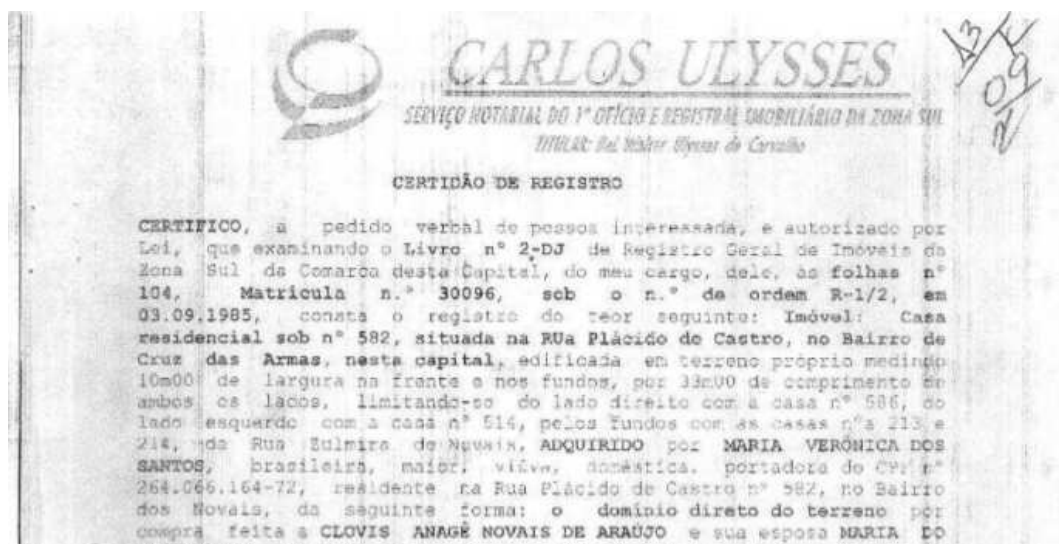 CARLOS ULYSSES
SERVIÇO NOTARIAL DO 1º OFÍCIO E REGISTRAL IMOBILIÁRIO DA ZONA SUL
TITULAR: Bel. Walter Ulysses de Carvalho
CERTIDÃO DE REGISTRO
CERTIFICO, a pedido verbal de pessoa interessada, e autorizado por
Lei, que examinando o Livro nº 2-DJ de Registro Geral de Imóveis da
Zona Sul da Comarca desta Capital, do meu cargo, dele, às folhas nº
104, Matricula n.º 30096, sob o n.º de ordem R-1/2, em
03.09.1985, consta o registro do teor seguinte: Imóvel: Casa
residencial sob nº 582, situada na RUa Plácido de Castro, no Bairro de
Cruz das Armas, nesta capital, edificada em terreno próprio medindo
10m00 de largura na frente e nos fundos, por 33m00 de comprimento de
ambos os lados, limitando-se do lado direito com a casa nº 586, do
lado esquerdo com a casa nº 514, pelos fundos com as casas nºs 213 e
214, da Rua Zulmira de Novais, ADQUIRIDO por MARIA VERÔNICA DOS
SANTOS, brasileira, maior, viúva, doméstica, portadora do CPF nº
264.066.164-72, residente na Rua Plácido de Castro nº 582, no Bairro
dos Novais, da seguinte forma: o domínio direto do terreno por
compra feita a CLOVIS ANAGÊ NOVAIS DE ARAÚJO e sua esposa MARIA DO